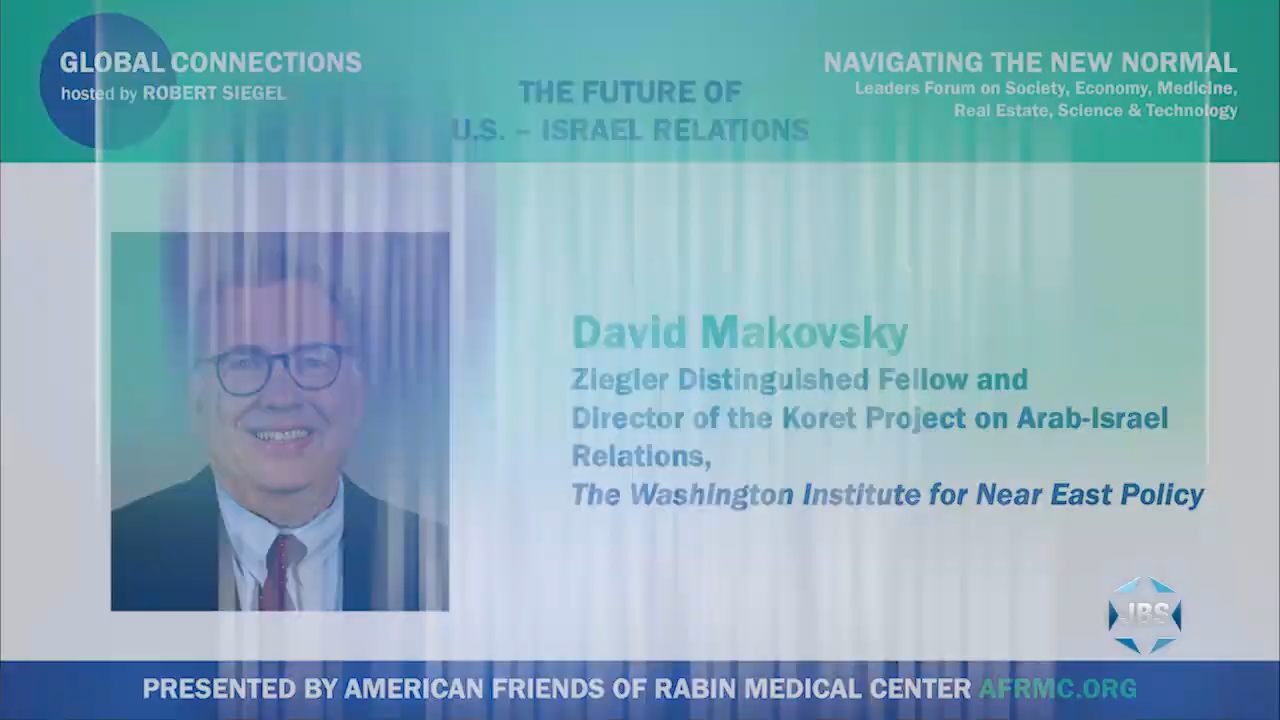 GLOBAL CONNECTIONS
hosted by ROBERT SIEGEL
THE FUTURE OF
U.S. – ISRAEL RELATIONS
NAVIGATING THE NEW NORMAL
Leaders Forum on Society, Economy, Medicine,
Real Estate, Science & Technology
David Makovsky
Ziegler Distinguished Fellow and
Director of the Koret Project on Arab-Israel
Relations,
The Washington Institute for Near East Policy
JBS
PRESENTED BY AMERICAN FRIENDS OF RABIN MEDICAL CENTER AFRMC.ORG